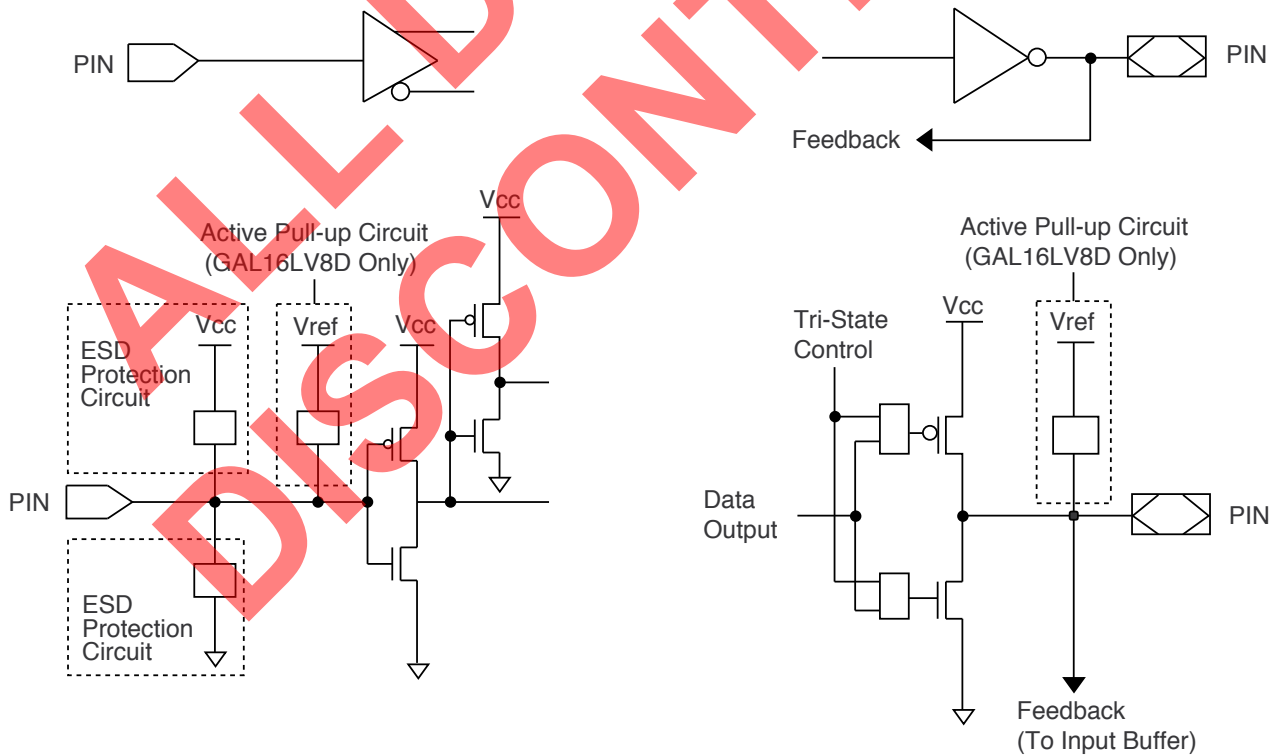 PIN
PIN
Feedback
Vcc
Active Pull-up Circuit
(GAL16LV8D Only)
Vcc
Vref
Vcc
ESD
Protection
Circuit
PIN
ESD
Protection
Circuit
Active Pull-up Circuit
(GAL16LV8D Only)
Vcc
Vref
Tri-State
Control
Data
Output
PIN
Feedback
(To Input Buffer)
ALL D
DISCONT